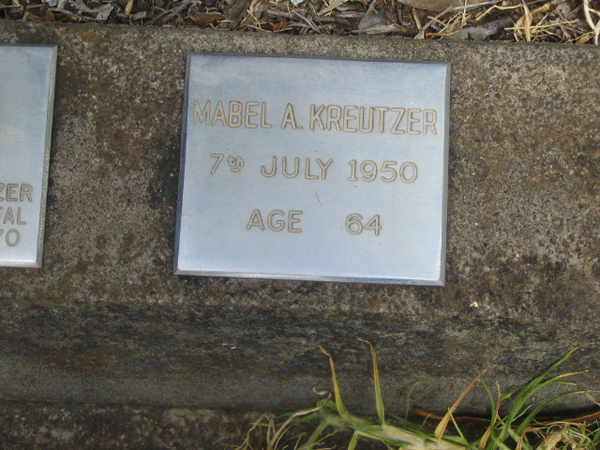 ZER
TAL
70
MABEL A. KREUTZER
7th JULY 1950
AGE 64